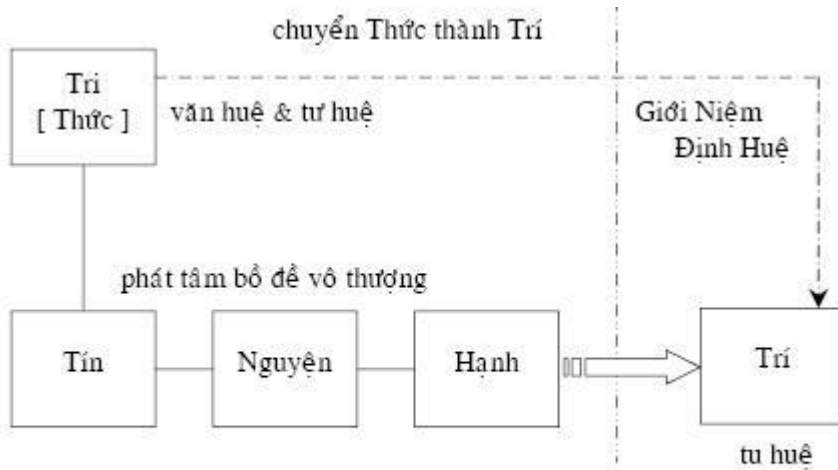 chuyển Thức thành Trí
Tri
[ Thức ]
văn huệ & tư huệ
Giới Niệm
Định Huệ
phát tâm bồ đề vô thượng
Tín
Nguyện
Hạnh
Trí
tu huệ